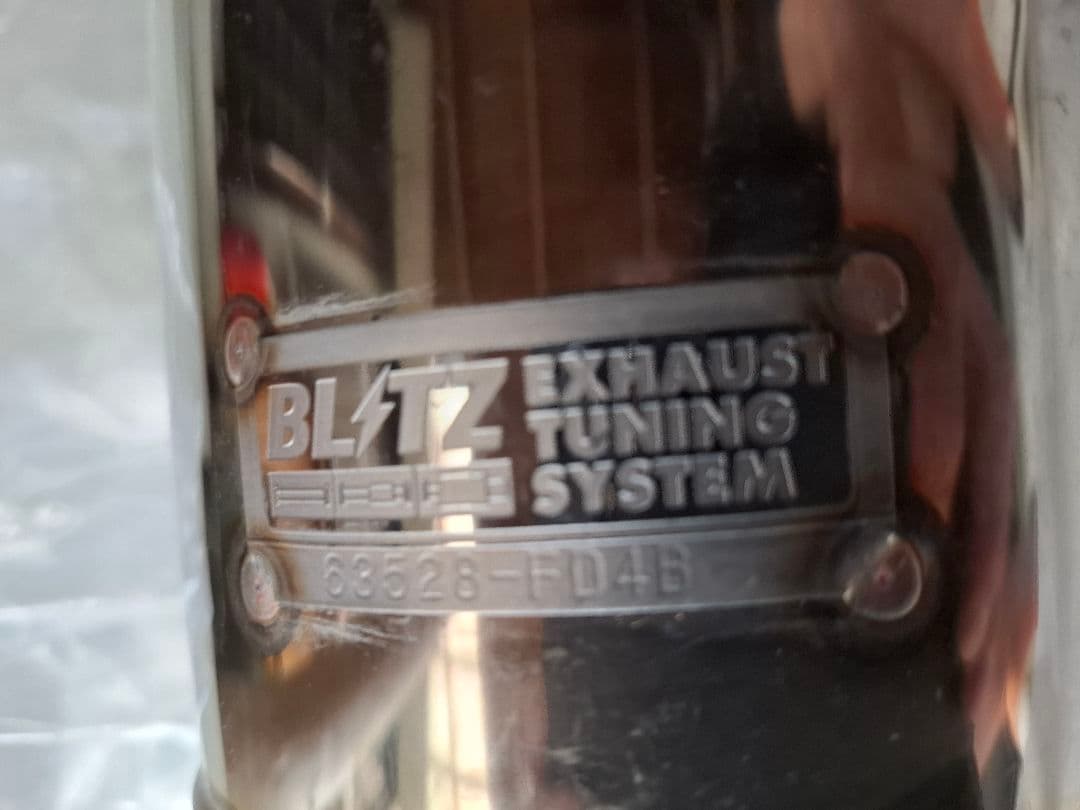 BLITZ
EXHAUST
TUNING
SYSTEM
63528-FD4B